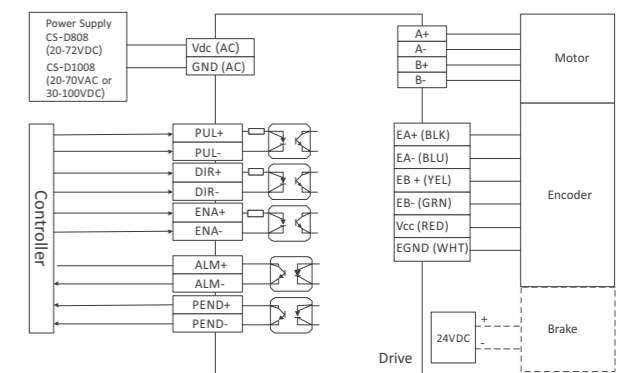 Power Supply
CS-D808
(20-72VDC)
CS-D1008
(20-70VAC or
30-100VDC)
Vdc (AC)
GND (AC)
A+
A-
B+
B-
Motor
Controller
PUL+
PUL-
DIR+
DIR-
ENA+
ENA-
ALM+
ALM-
PEND+
PEND-
EA+ (BLK)
EA- (BLU)
EB + (YEL)
EB- (GRN)
Vcc (RED)
EGND (WHT)
Encoder
Drive
24VDC
+
-
Brake